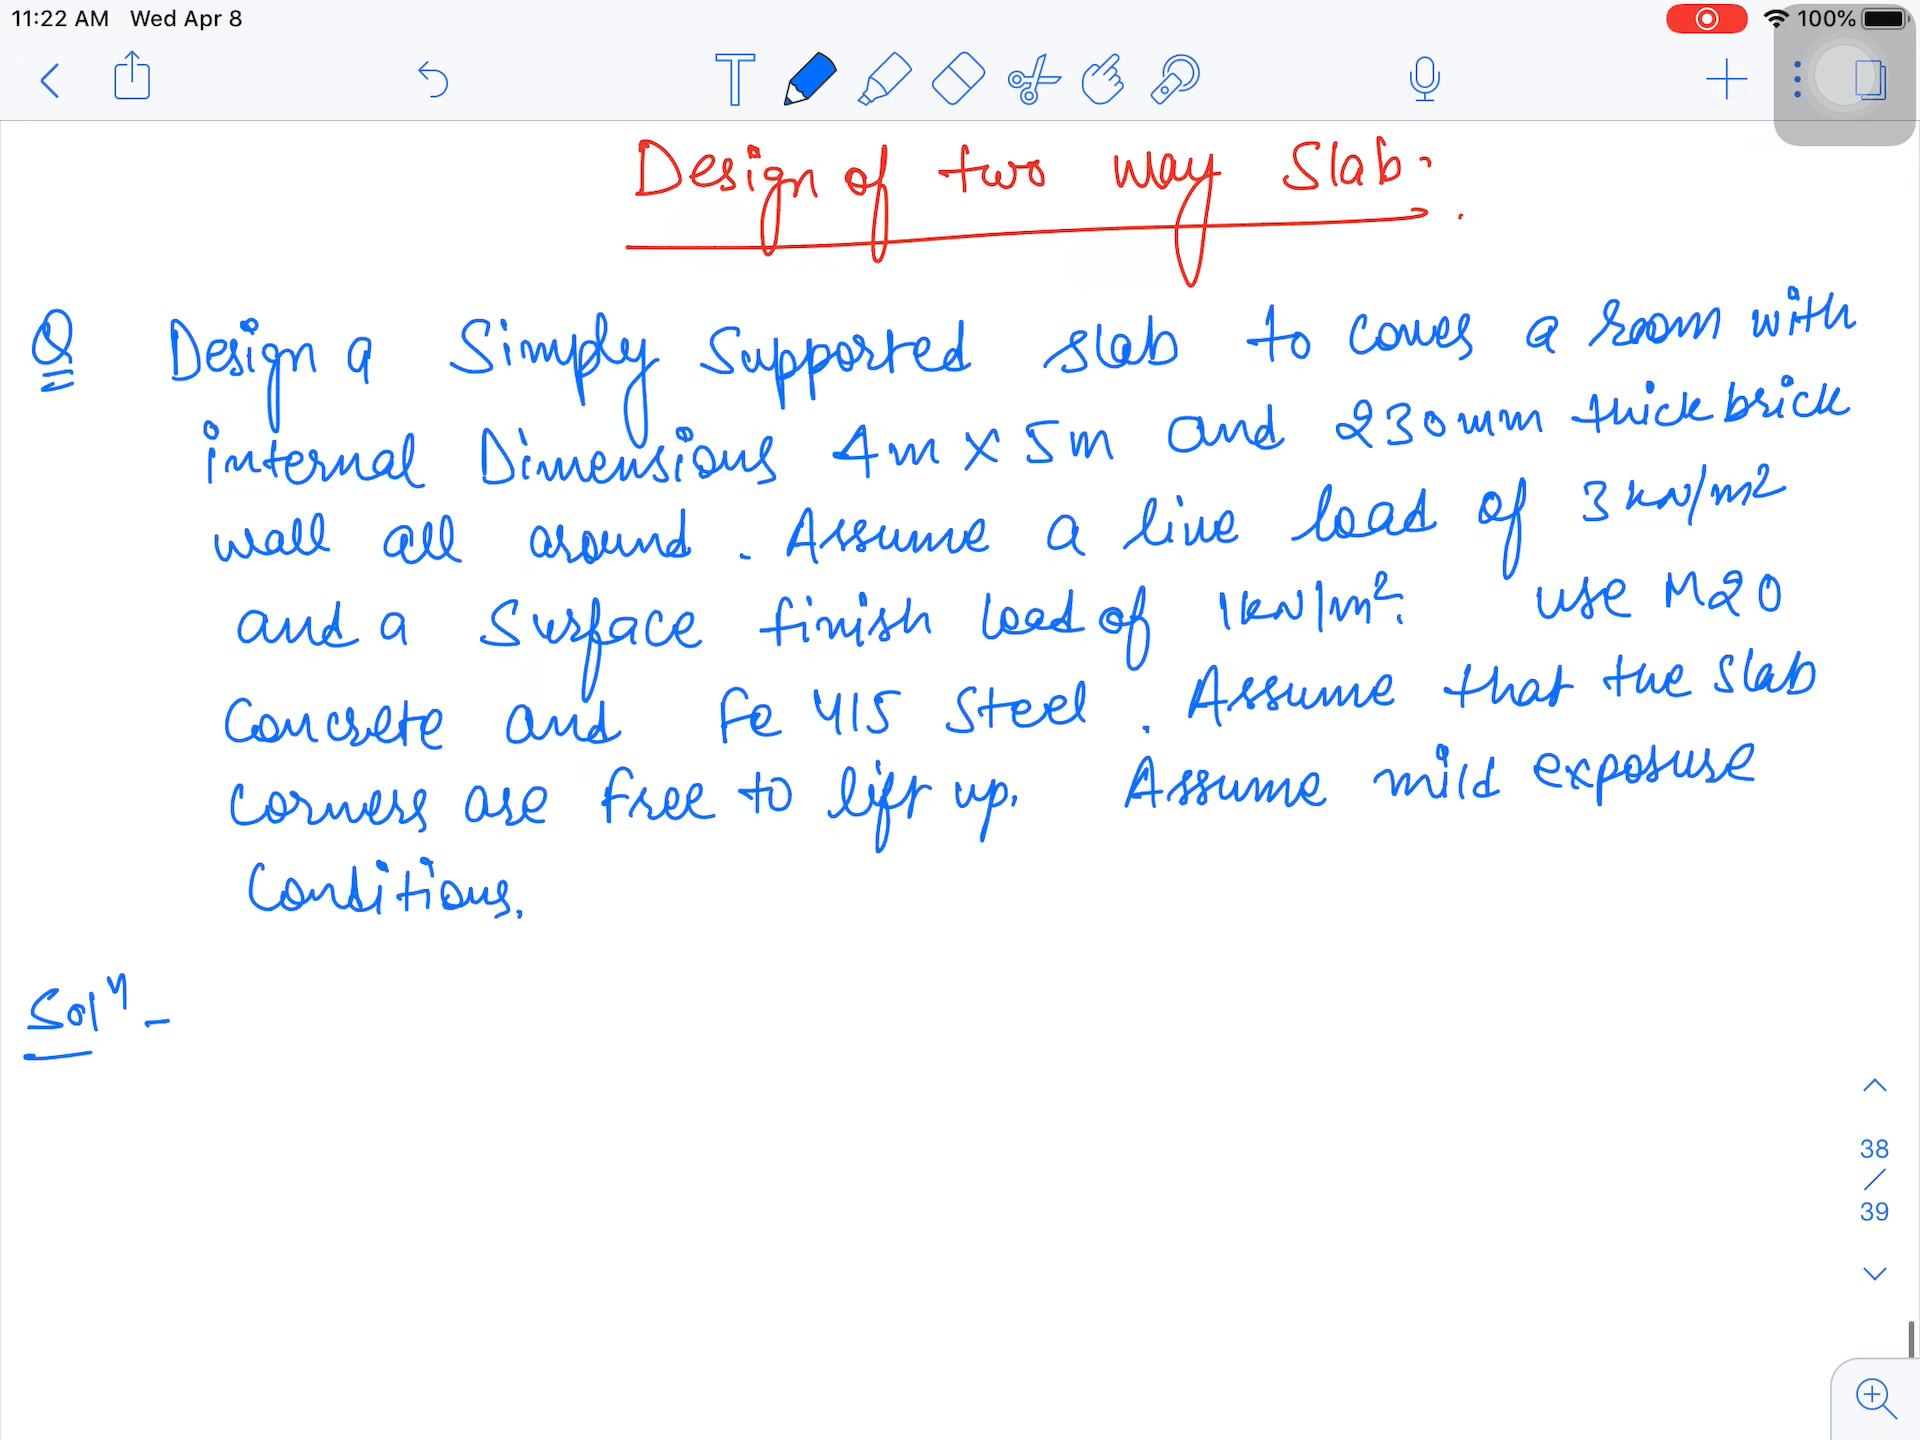 11:22 AM Wed Apr 8
100%
T
Design of two way Slab:
Q Design a Simply Supported slab to cover a room with
internal Dimensions 4m x 5m and 230mm thick brick
wall all around. Assume a live load of 3 kN/m²
and a Surface finish load of 1kN/m². use M20
Concrete and Fe 415 Steel. Assume that the slab
corners are free to lift up. Assume mild exposure
Conditions.
Solⁿ -
38
/
39